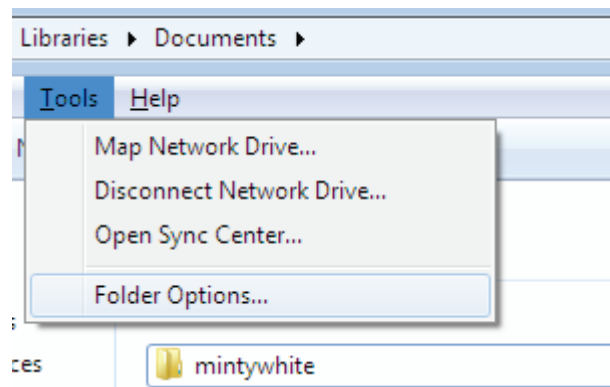 Libraries ▸ Documents ▸
Tools Help
Map Network Drive...
Disconnect Network Drive...
Open Sync Center...
Folder Options...
mintywhite